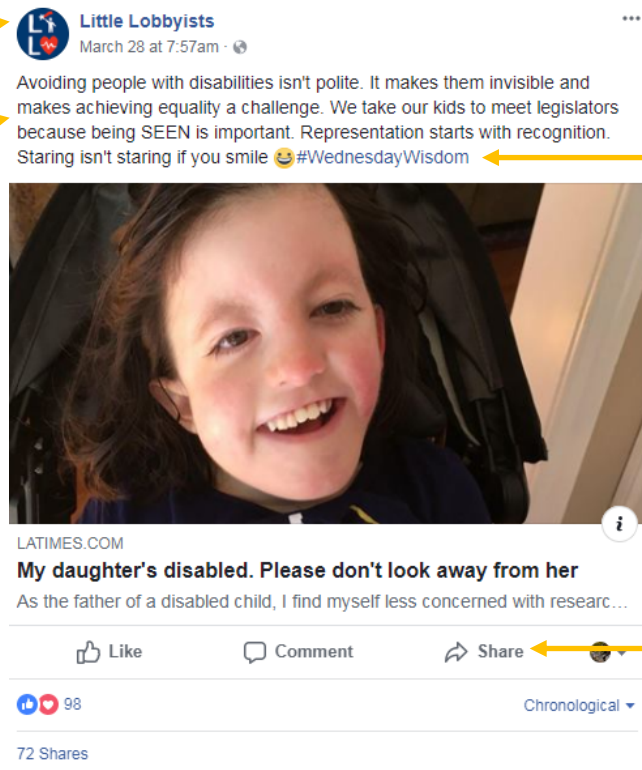 Little Lobbyists
March 28 at 7:57am ·
Avoiding people with disabilities isn't polite. It makes them invisible and
makes achieving equality a challenge. We take our kids to meet legislators
because being SEEN is important. Representation starts with recognition.
Staring isn't staring if you smile 😆 #WednesdayWisdom
i
LATIMES.COM
My daughter's disabled. Please don't look away from her
As the father of a disabled child, I find myself less concerned with researc...
Like Comment Share
98 Chronological
72 Shares